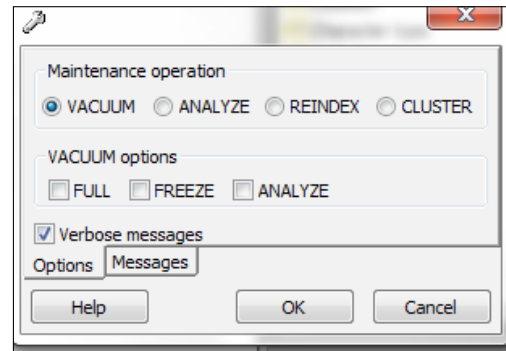 Maintenance operation
VACUUM ANALYZE REINDEX CLUSTER
VACUUM options
FULL FREEZE ANALYZE
Verbose messages
Options Messages
Help OK Cancel